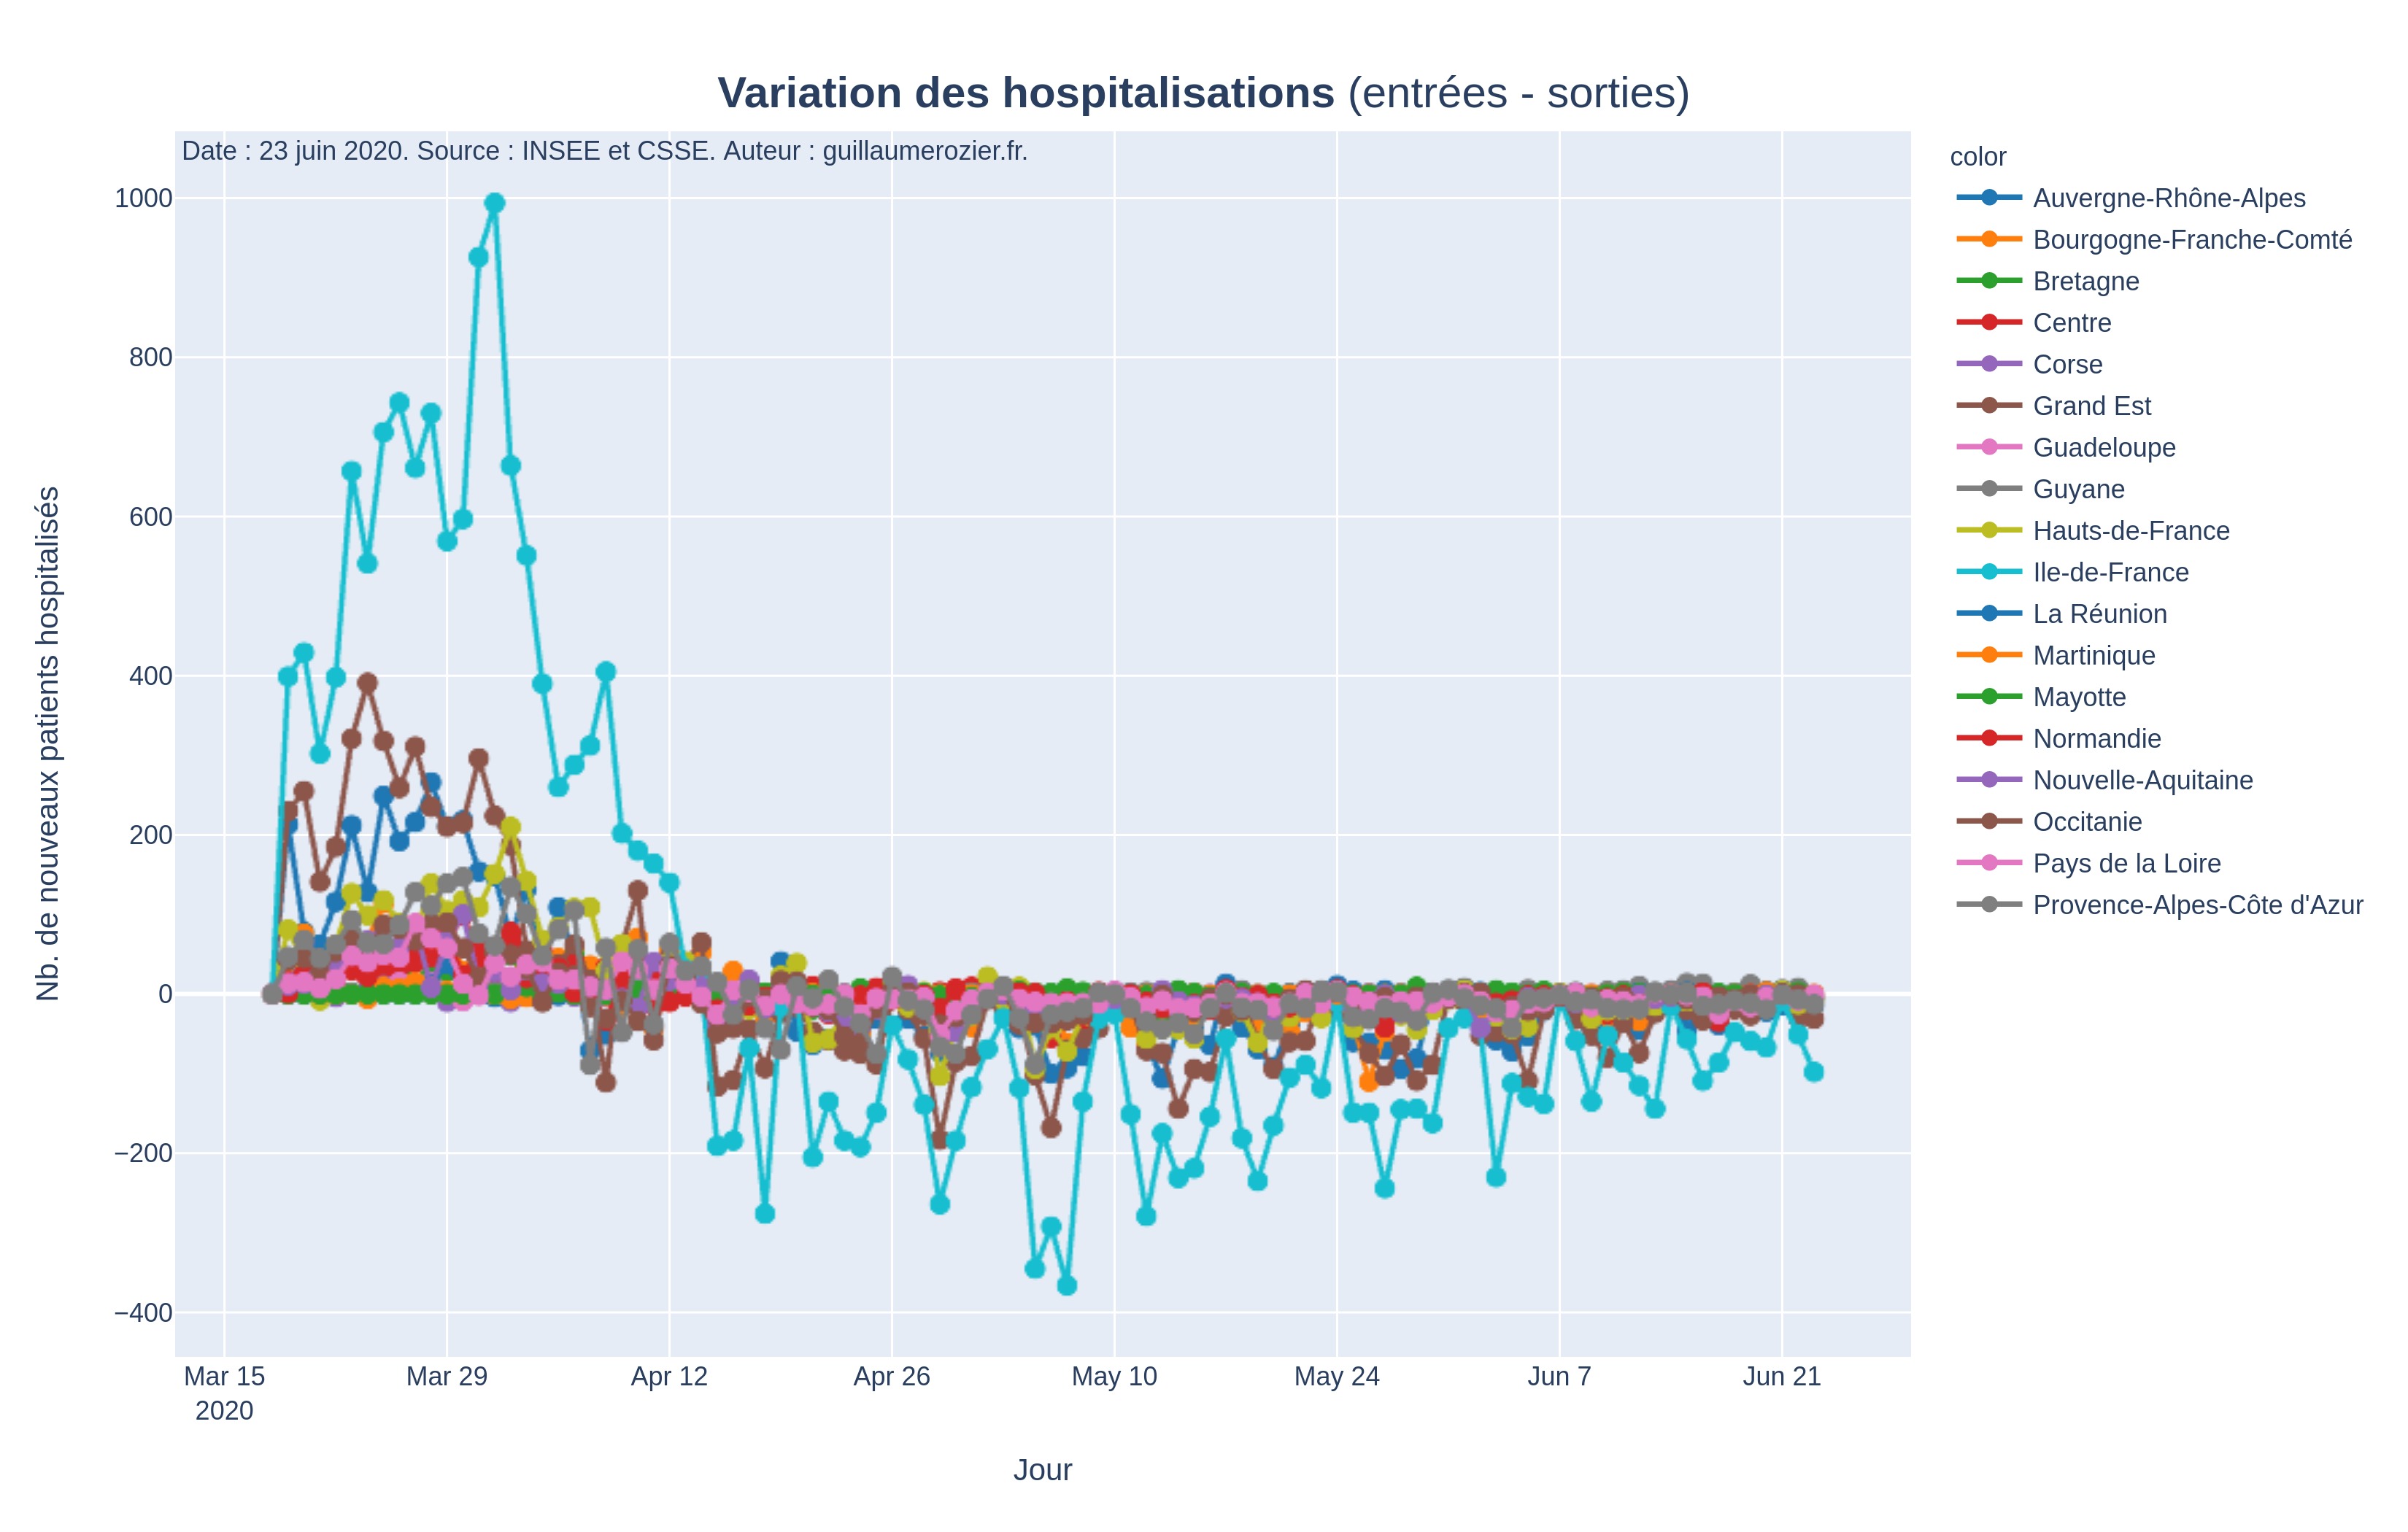 Variation des hospitalisations (entrées - sorties)
Date : 23 juin 2020. Source : INSEE et CSSE. Auteur : guillaumerozier.fr.
Nb. de nouveaux patients hospitalisés
1000
800
600
400
200
0
−200
−400
Mar 15
2020
Mar 29
Apr 12
Apr 26
May 10
May 24
Jun 7
Jun 21
Jour
color
Auvergne-Rhône-Alpes
Bourgogne-Franche-Comté
Bretagne
Centre
Corse
Grand Est
Guadeloupe
Guyane
Hauts-de-France
Ile-de-France
La Réunion
Martinique
Mayotte
Normandie
Nouvelle-Aquitaine
Occitanie
Pays de la Loire
Provence-Alpes-Côte d'Azur